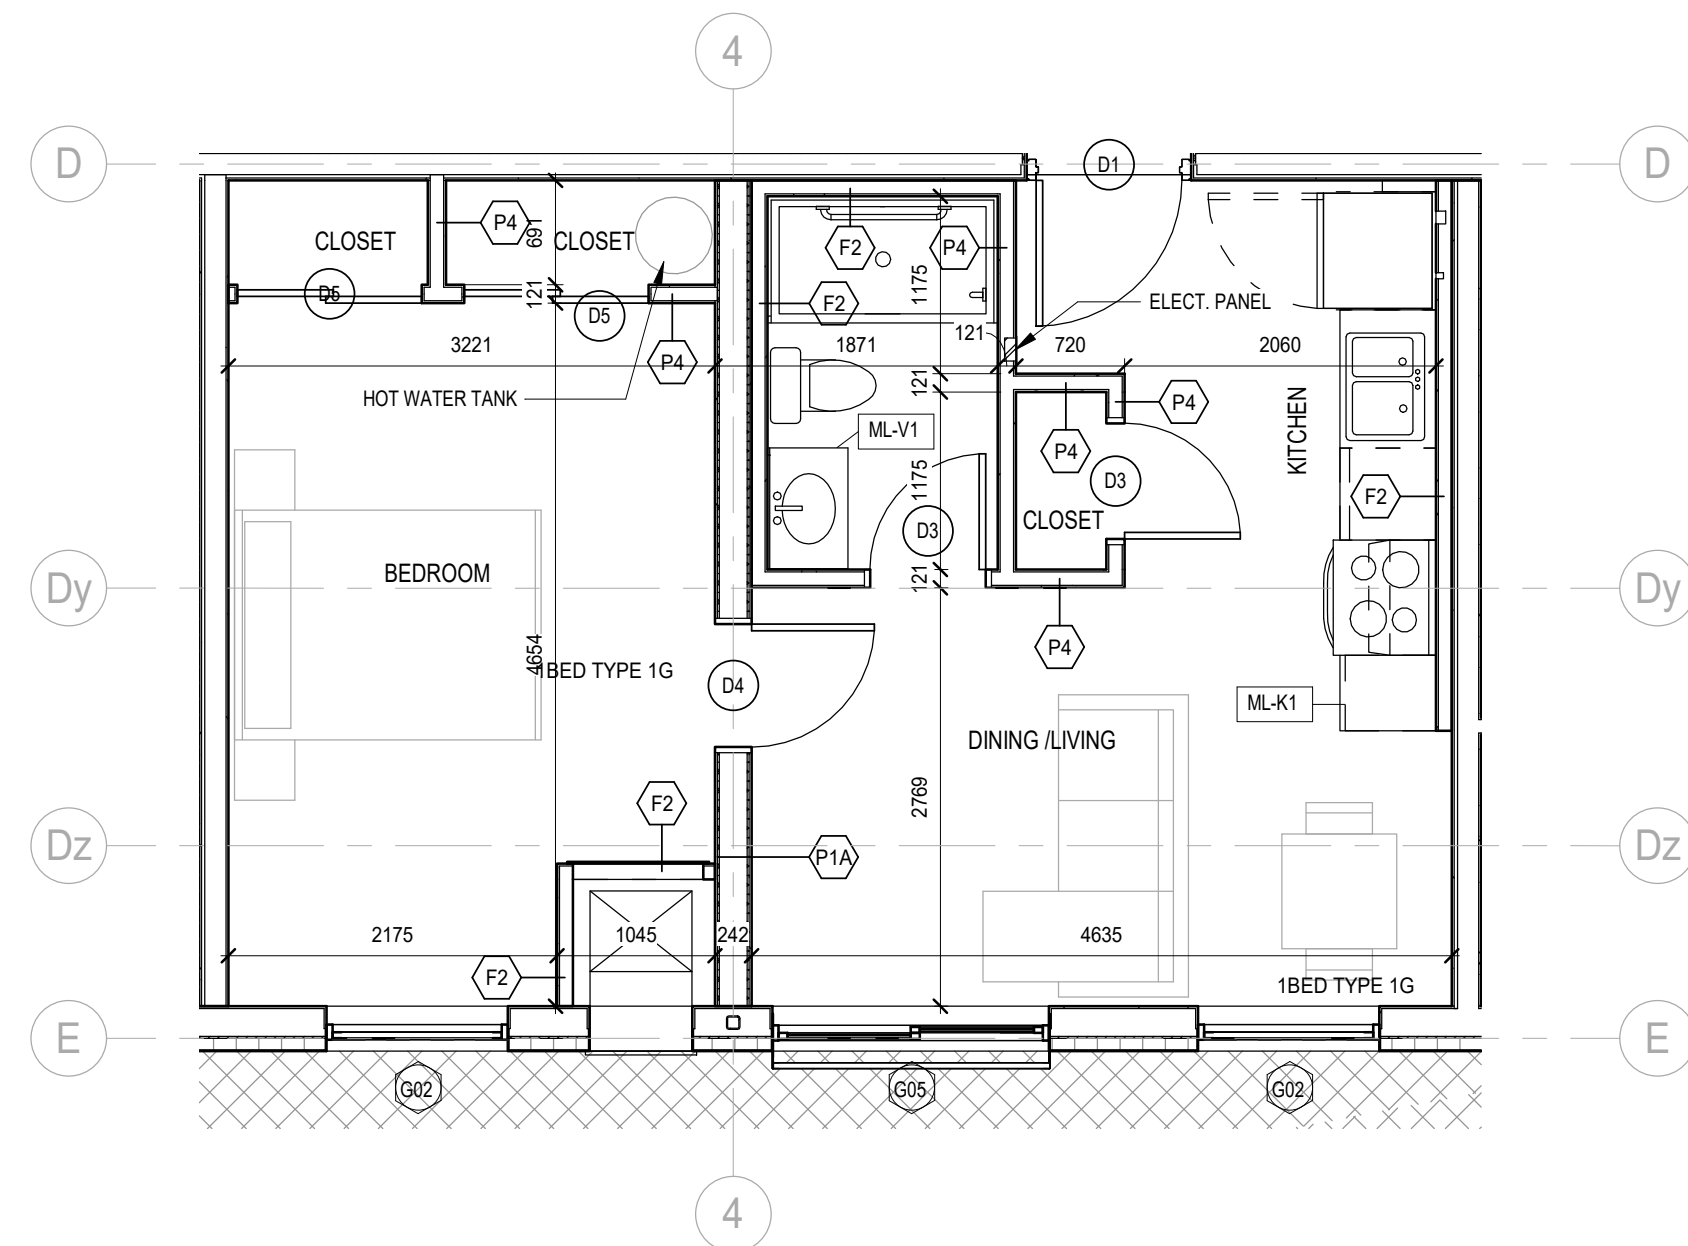 4
D
D
D1
P4
CLOSET
691
CLOSET
F2
P4
1175
D5
121
D5
F2
ELECT. PANEL
3221
P4
1871
121
720
2060
HOT WATER TANK
121
P4
ML-V1
P4
KITCHEN
1175
D3
F2
CLOSET
D3
BEDROOM
121
Dy
Dy
P4
4654
1BED TYPE 1G
D4
ML-K1
DINING /LIVING
F2
2769
Dz
P1A
Dz
2175
1045
242
4635
F2
1BED TYPE 1G
E
E
G02
G05
G02
4